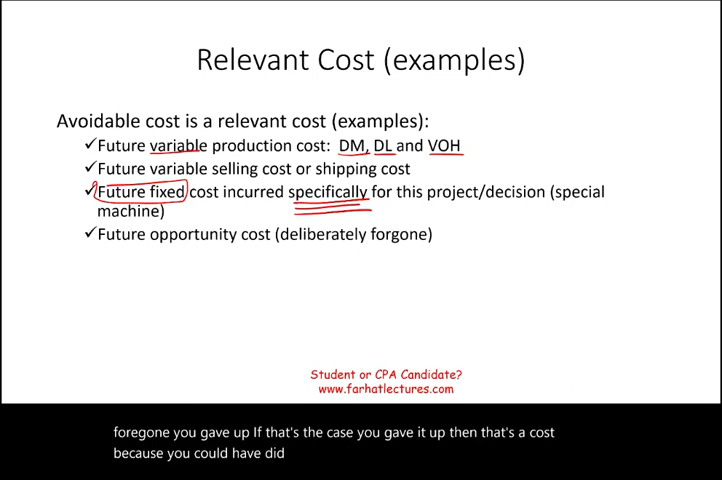 Relevant Cost (examples)
Avoidable cost is a relevant cost (examples):
✓Future variable production cost: DM, DL and VOH
✓Future variable selling cost or shipping cost
✓Future fixed cost incurred specifically for this project/decision (special
machine)
✓Future opportunity cost (deliberately forgone)
Student or CPA Candidate?
www.farhatlectures.com
foregone you gave up If that's the case you gave it up then that's a cost
because you could have did